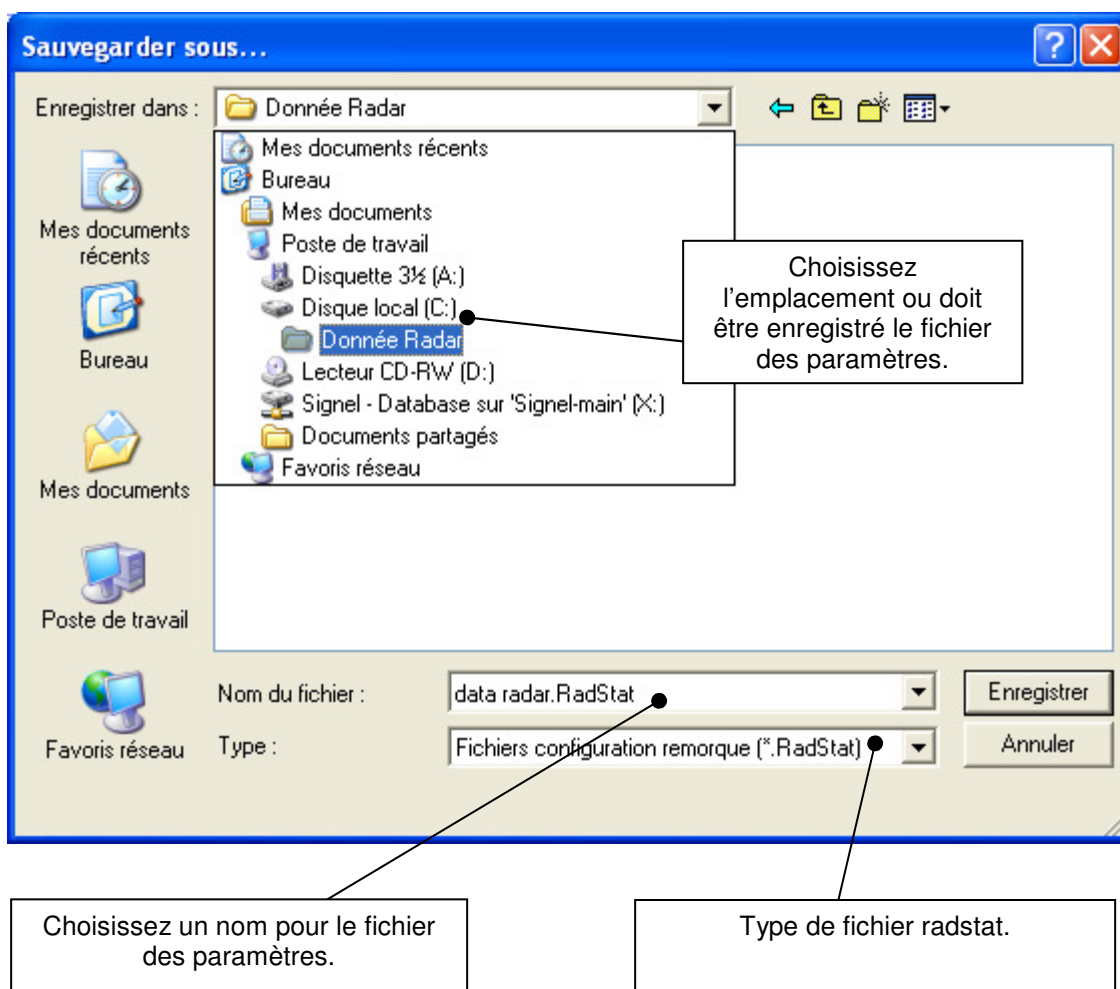 Sauvegarder sous...
Enregistrer dans :
Donnée Radar
Mes documents récents
Bureau
Mes documents
Poste de travail
Disquette 3½ (A:)
Disque local (C:)
Donnée Radar
Lecteur CD-RW (D:)
Signel - Database sur 'Signel-main' (X:)
Documents partagés
Favoris réseau
Mes documents
récents
Bureau
Mes documents
Poste de travail
Favoris réseau
Choisissez
l'emplacement ou doit
être enregistré le fichier
des paramètres.
Nom du fichier :
data radar.RadStat
Enregistrer
Type :
Fichiers configuration remorque (*.RadStat)
Annuler
Choisissez un nom pour le fichier
des paramètres.
Type de fichier radstat.